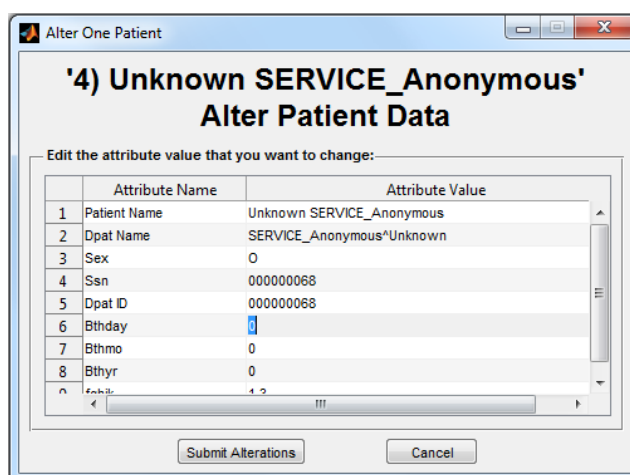 Alter One Patient
'4) Unknown SERVICE_Anonymous'
Alter Patient Data
Edit the attribute value that you want to change:
Attribute Name Attribute Value
1 Patient Name Unknown SERVICE_Anonymous
2 Dpat Name SERVICE_Anonymous^Unknown
3 Sex O
4 Ssn 000000068
5 Dpat ID 000000068
6 Bthday 0
7 Bthmo 0
8 Bthyr 0
Submit Alterations Cancel